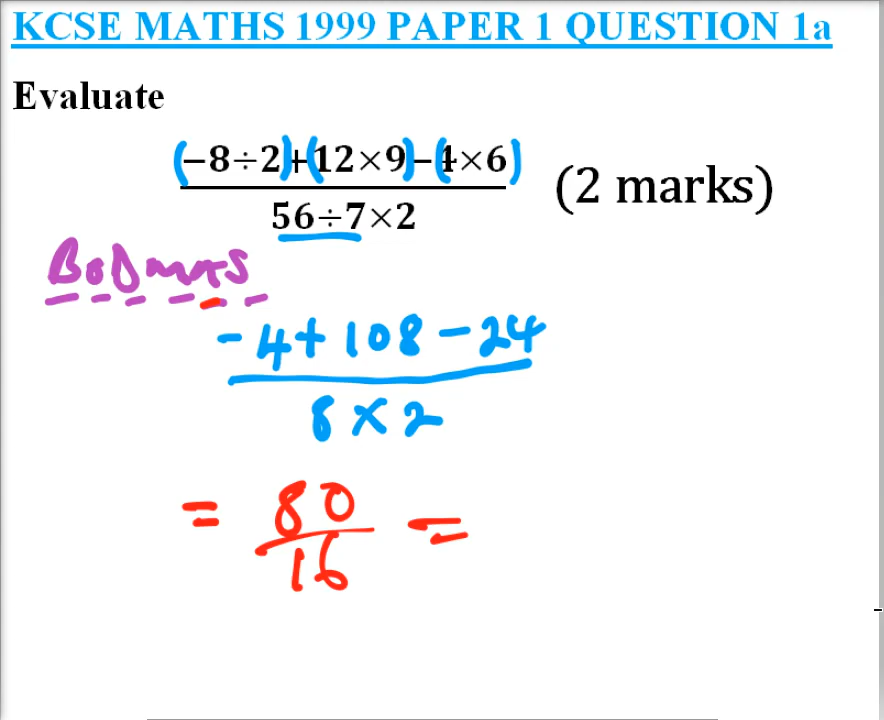 KCSE MATHS 1999 PAPER 1 QUESTION 1a
Evaluate
(−8÷2)+(12×9)−(4×6)
56÷7×2
(2 marks)
BODMAS
-4+108-24
8×2
= 80/16 =